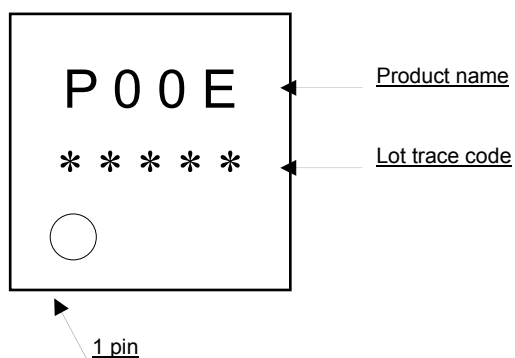 P00E
Product name
*****
Lot trace code
1 pin